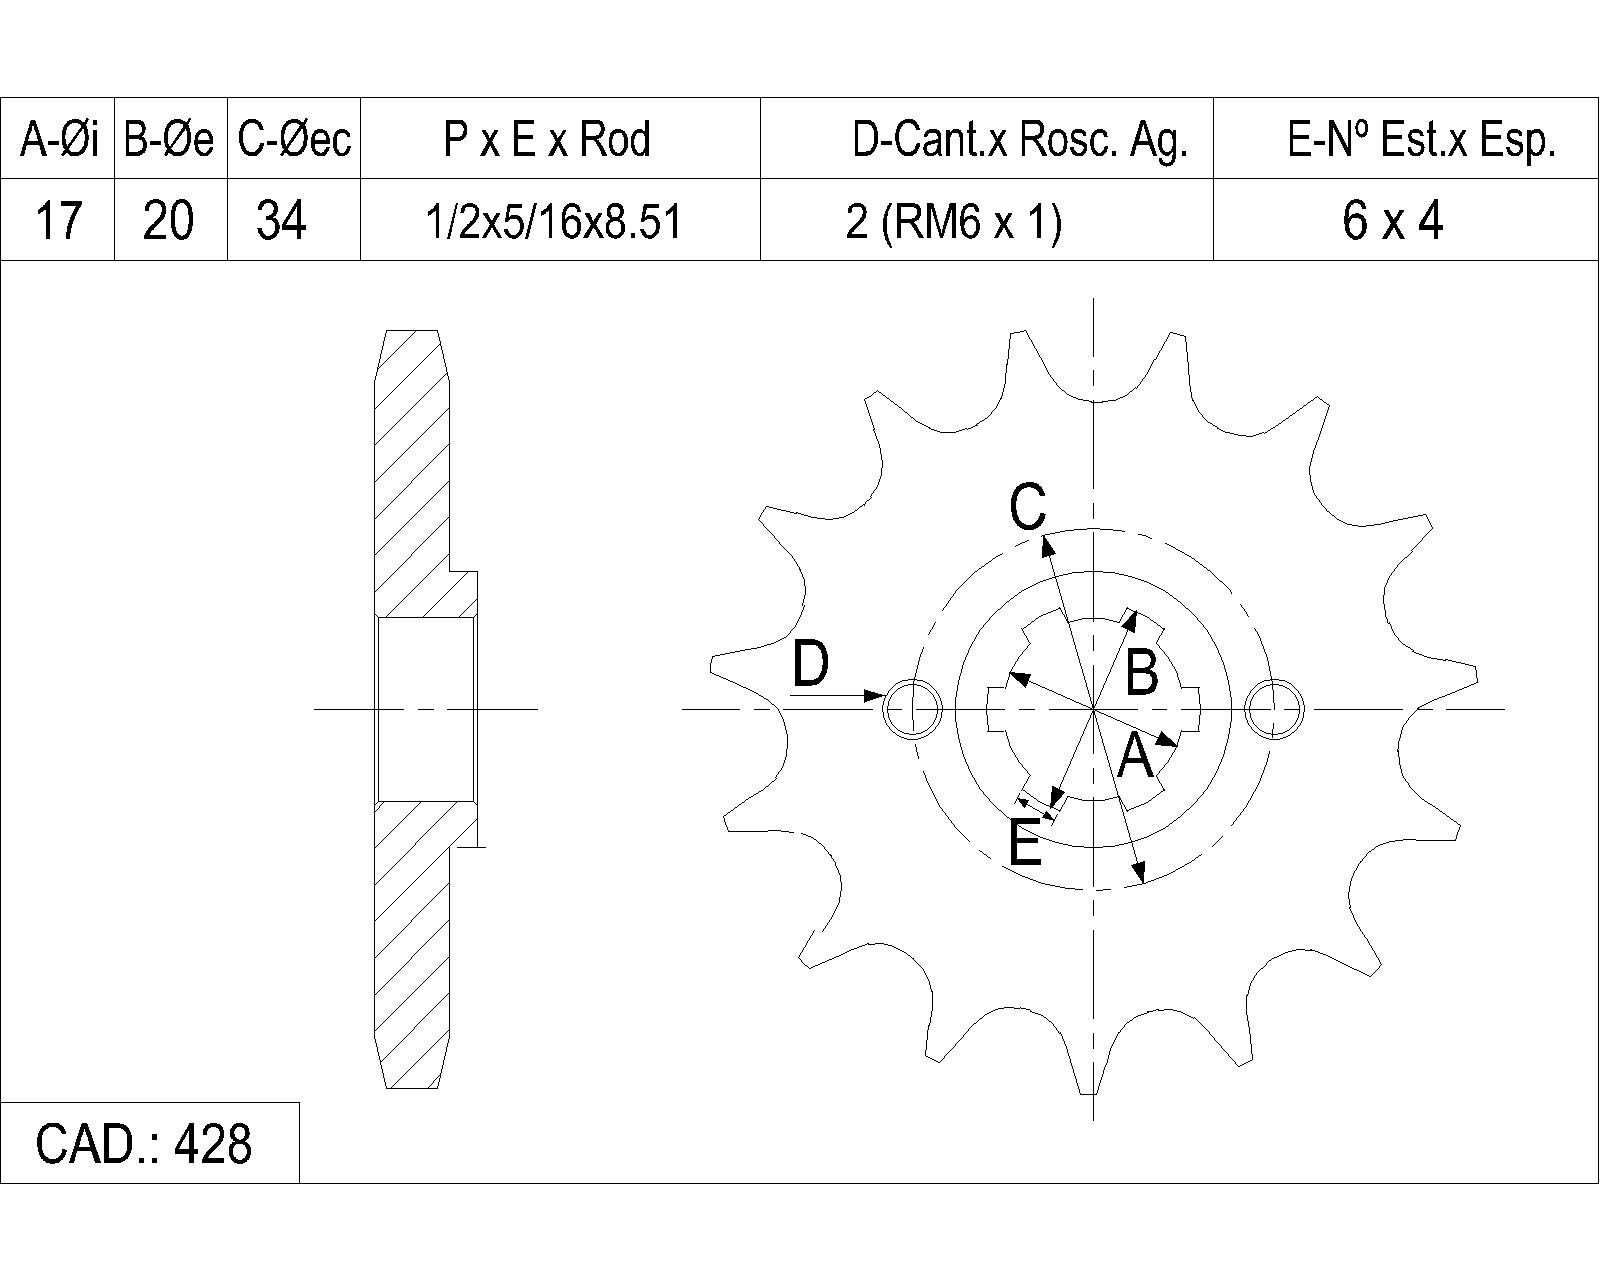 A-Øi B-Øe C-Øec P x E x Rod D-Cant.x Rosc. Ag. E-Nº Est.x Esp.
17 20 34 1/2x5/16x8.51 2 (RM6 x 1) 6 x 4
C
D
B
A
E
CAD.: 428